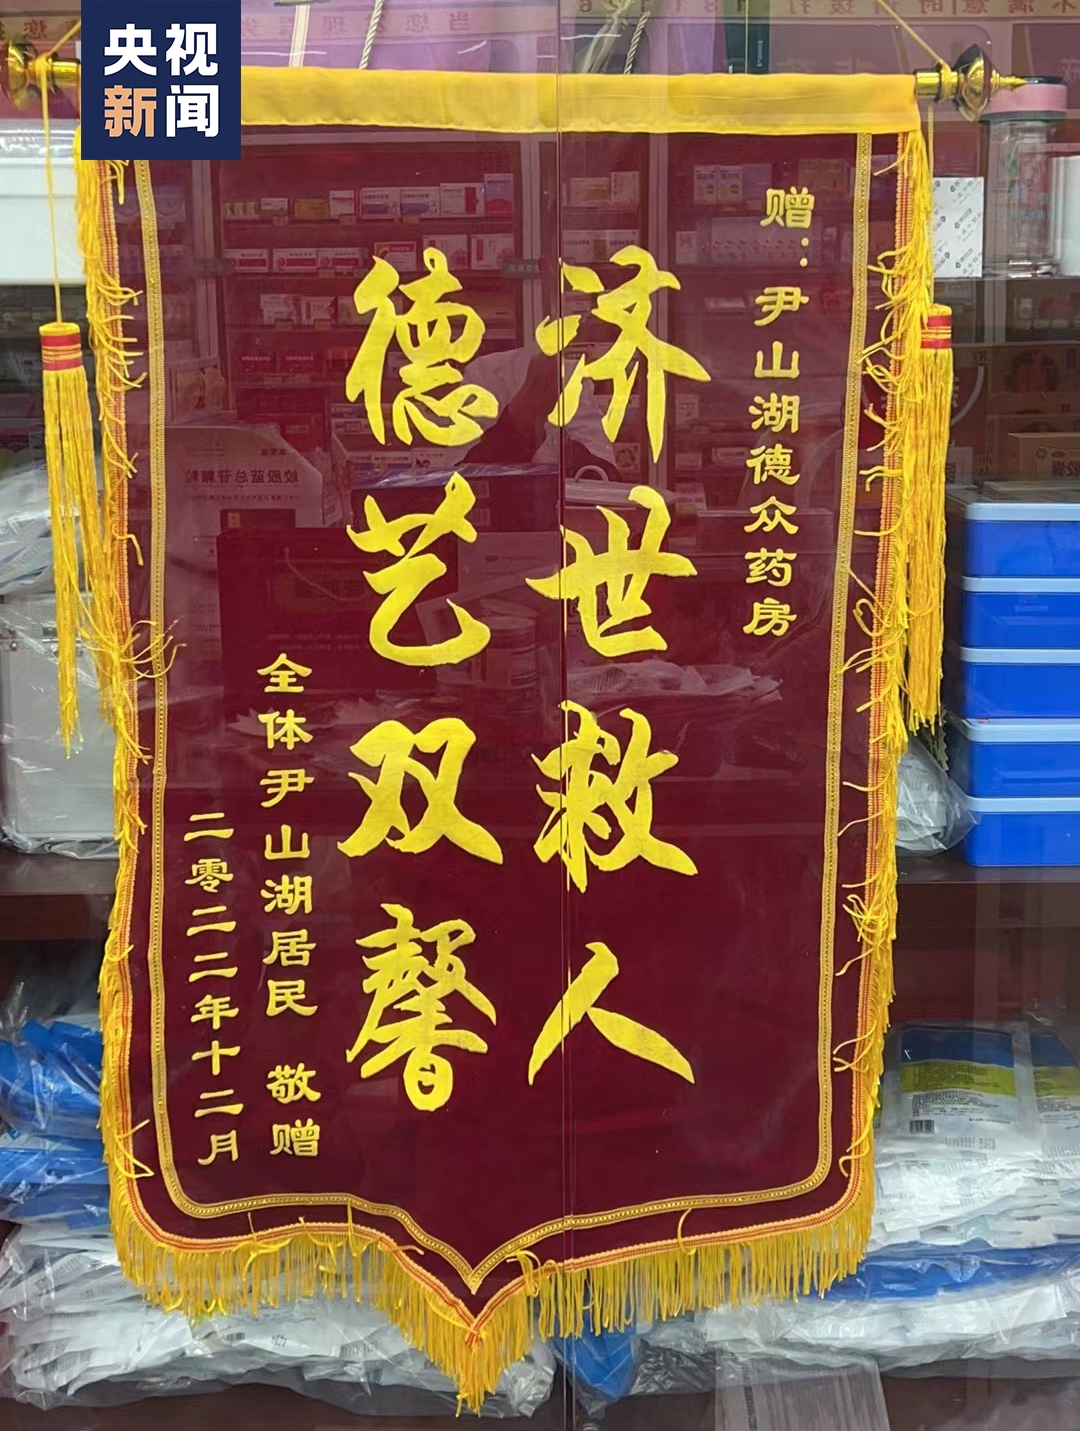 央视
新闻
赠：尹山湖德众药房
济世救人
德艺双馨
全体尹山湖居民 敬赠
二零二二年十二月